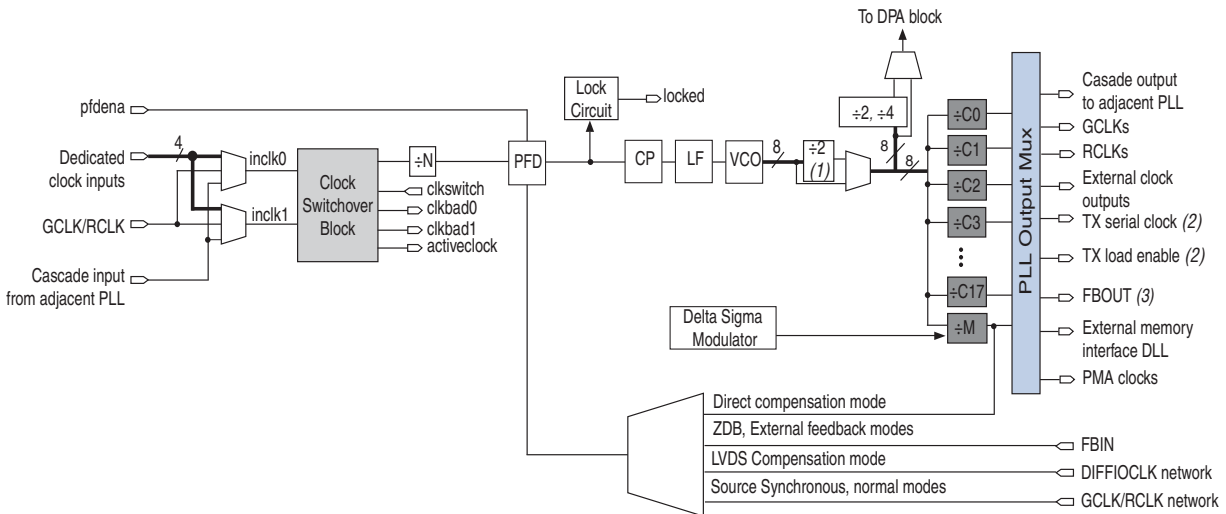 To DPA block
pfdena
Lock
Circuit
locked
Casade output
to adjacent PLL
÷2, ÷4
÷C0
GCLKs
Dedicated
clock inputs
4
inclk0
÷N
PFD
CP
LF
VCO
8
÷2
(1)
8
8
÷C1
RCLKs
Clock
Switchover
Block
clkswitch
clkbad0
clkbad1
activeclock
÷C2
External clock
outputs
GCLK/RCLK
inclk1
÷C3
TX serial clock (2)
PLL Output Mux
TX load enable (2)
Cascade input
from adjacent PLL
÷C17
FBOUT (3)
Delta Sigma
Modulator
÷M
External memory
interface DLL
PMA clocks
Direct compensation mode
ZDB, External feedback modes
FBIN
LVDS Compensation mode
DIFFIOCLK network
Source Synchronous, normal modes
GCLK/RCLK network